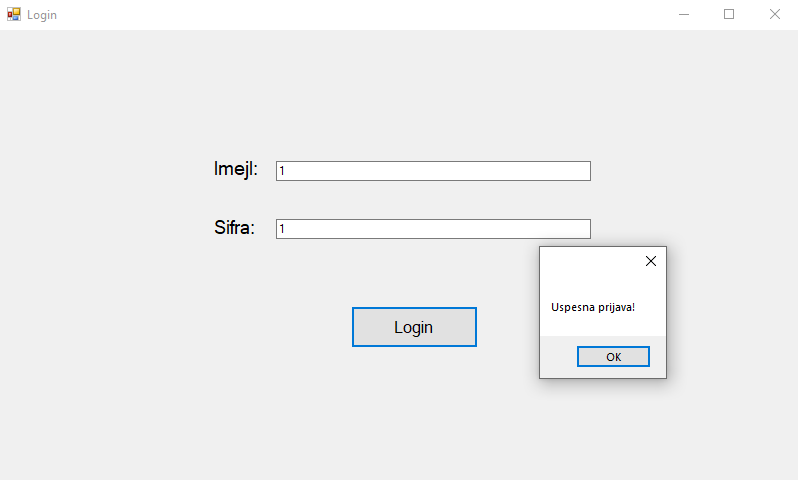 Login
Imejl: 1
Sifra: 1
Uspesna prijava!
Login
OK